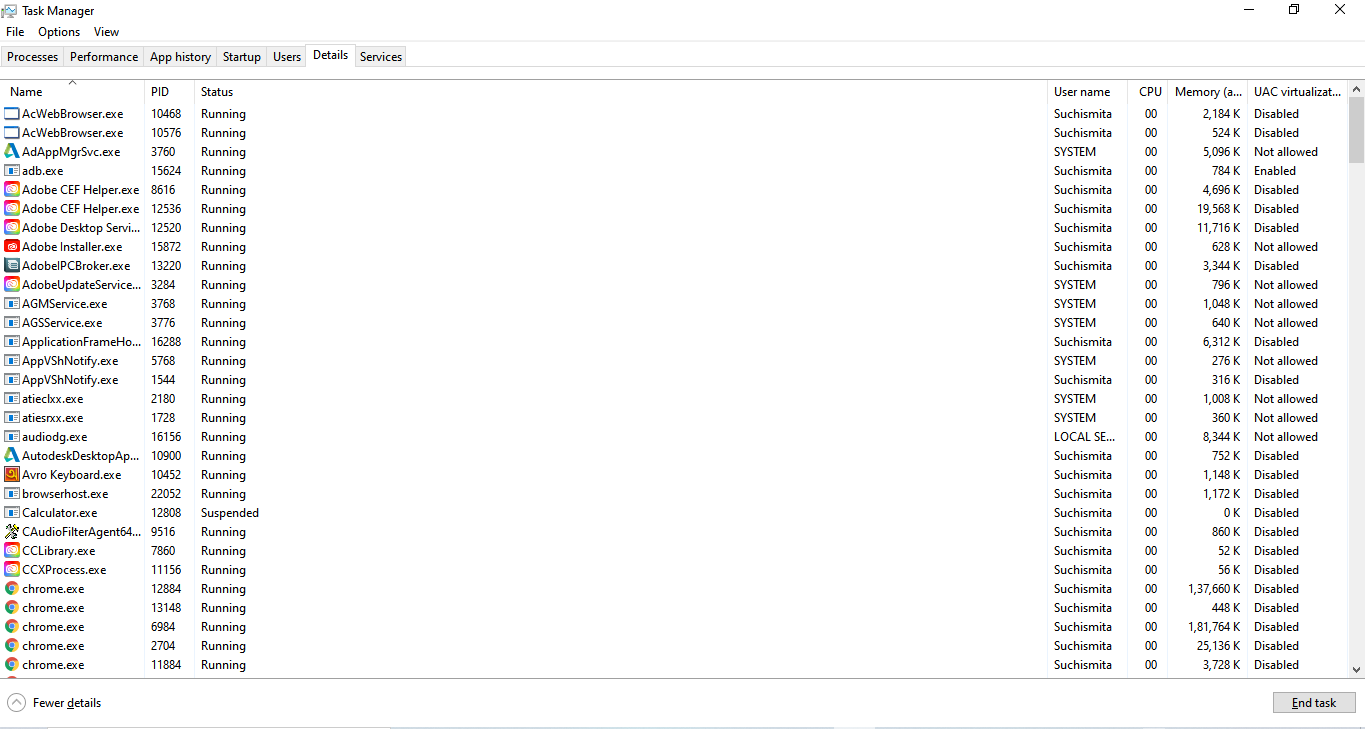 Task Manager
File Options View
Processes Performance App history Startup Users Details Services
Name PID Status User name CPU Memory (a... UAC virtualizat...
AcWebBrowser.exe 10468 Running Suchismita 00 2,184 K Disabled
AcWebBrowser.exe 10576 Running Suchismita 00 524 K Disabled
AdAppMgrSvc.exe 3760 Running SYSTEM 00 5,096 K Not allowed
adb.exe 15624 Running Suchismita 00 784 K Enabled
Adobe CEF Helper.exe 8616 Running Suchismita 00 4,696 K Disabled
Adobe CEF Helper.exe 12536 Running Suchismita 00 19,568 K Disabled
Adobe Desktop Servi... 12520 Running Suchismita 00 11,716 K Disabled
Adobe Installer.exe 15872 Running Suchismita 00 628 K Not allowed
AdobeIPCBroker.exe 13220 Running Suchismita 00 3,344 K Disabled
AdobeUpdateService... 3284 Running SYSTEM 00 796 K Not allowed
AGMService.exe 3768 Running SYSTEM 00 1,048 K Not allowed
AGSService.exe 3776 Running SYSTEM 00 640 K Not allowed
ApplicationFrameHo... 16288 Running Suchismita 00 6,312 K Disabled
AppVShNotify.exe 5768 Running SYSTEM 00 276 K Not allowed
AppVShNotify.exe 1544 Running Suchismita 00 316 K Disabled
atieclxx.exe 2180 Running SYSTEM 00 1,008 K Not allowed
atiesrxx.exe 1728 Running SYSTEM 00 360 K Not allowed
audiodg.exe 16156 Running LOCAL SE... 00 8,344 K Not allowed
AutodeskDesktopAp... 10900 Running Suchismita 00 752 K Disabled
Avro Keyboard.exe 10452 Running Suchismita 00 1,148 K Disabled
browserhost.exe 22052 Running Suchismita 00 1,172 K Disabled
Calculator.exe 12808 Suspended Suchismita 00 0 K Disabled
CAudioFilterAgent64... 9516 Running Suchismita 00 860 K Disabled
CCLibrary.exe 7860 Running Suchismita 00 52 K Disabled
CCXProcess.exe 11156 Running Suchismita 00 56 K Disabled
chrome.exe 12884 Running Suchismita 00 1,37,660 K Disabled
chrome.exe 13148 Running Suchismita 00 448 K Disabled
chrome.exe 6984 Running Suchismita 00 1,81,764 K Disabled
chrome.exe 2704 Running Suchismita 00 25,136 K Disabled
chrome.exe 11884 Running Suchismita 00 3,728 K Disabled
Fewer details End task